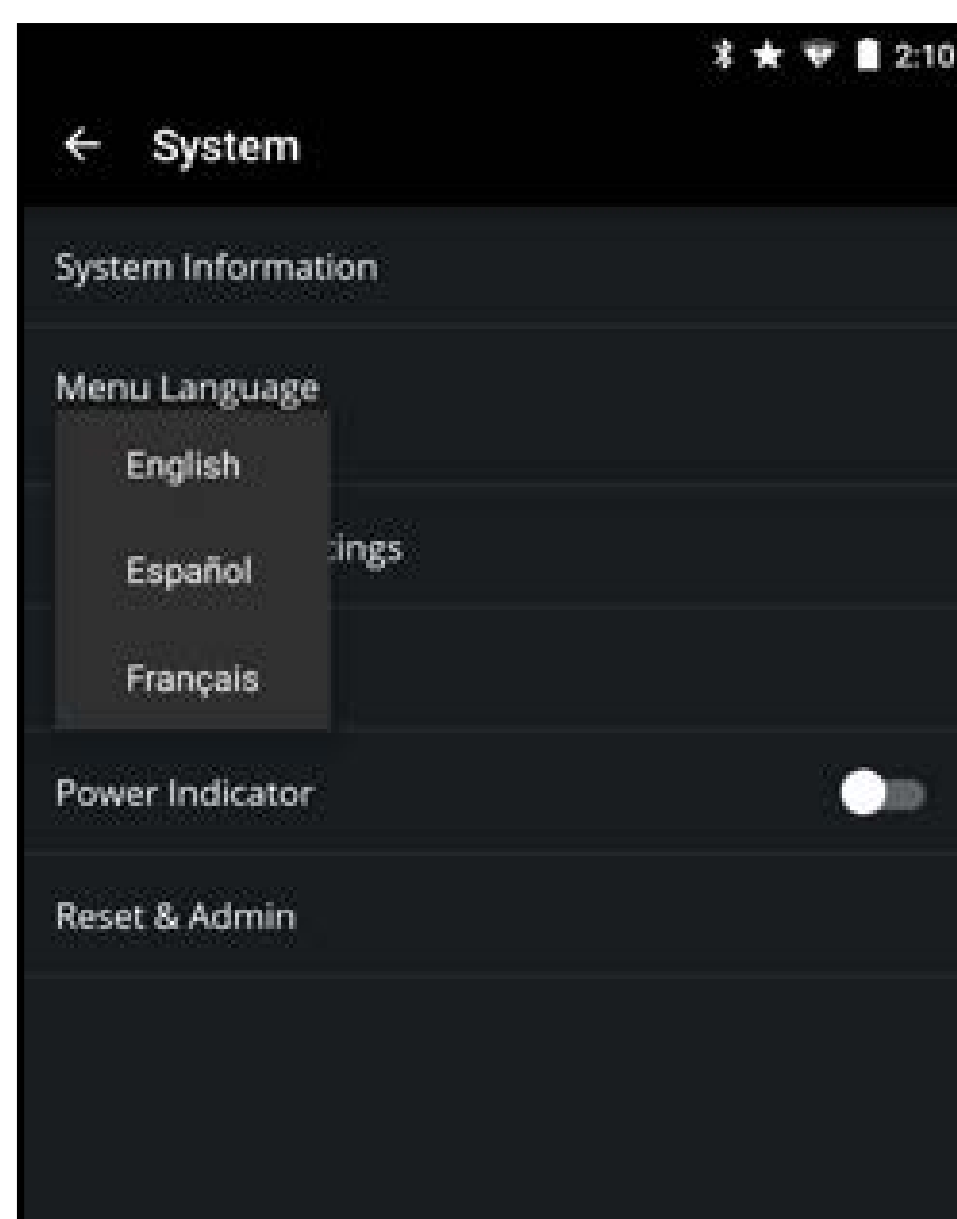 2:10
System
System Information
Menu Language
English
Español
Français
Power Indicator
Reset & Admin